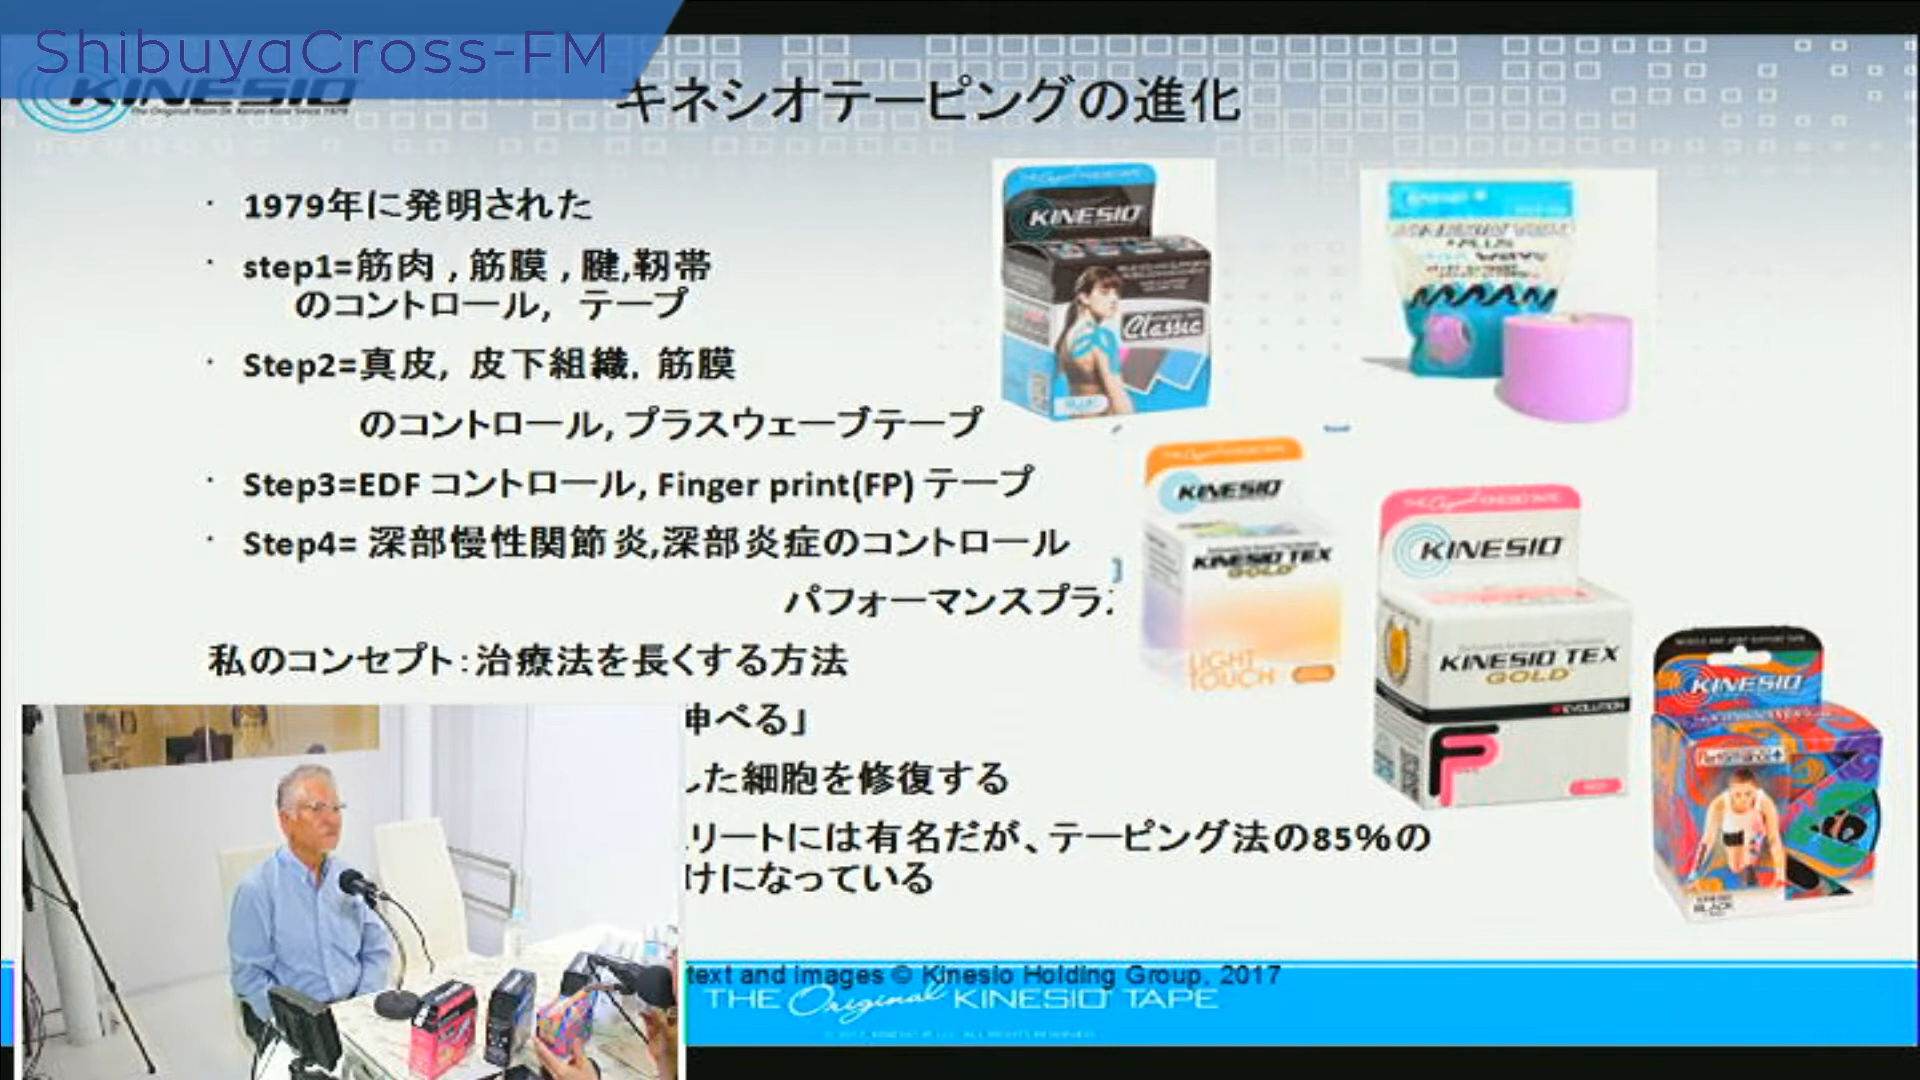 ShibuyaCross-FM
KINESIO
キネシオテーピングの進化
・ 1979年に発明された
・ step1=筋肉 , 筋膜 , 腱,靭帯
のコントロール, テープ
・ Step2=真皮, 皮下組織, 筋膜
のコントロール, プラスウェーブテープ
・ Step3=EDF コントロール, Finger print(FP) テープ
・ Step4= 深部慢性関節炎,深部炎症のコントロール
パフォーマンスプラ
私のコンセプト：治療法を長くする方法
べる」
した細胞を修復する
リートには有名だが、テーピング法の85%の
けになっている
KINESIO
Classic
KINESIO
KINESIO TEX
GOLD
LIGHT
TOUCH
KINESIO
KINESIO TEX
GOLD
FP
KINESIO
Performance+
BLACK
text and images © Kinesio Holding Group, 2017
THE Original KINESIO TAPE